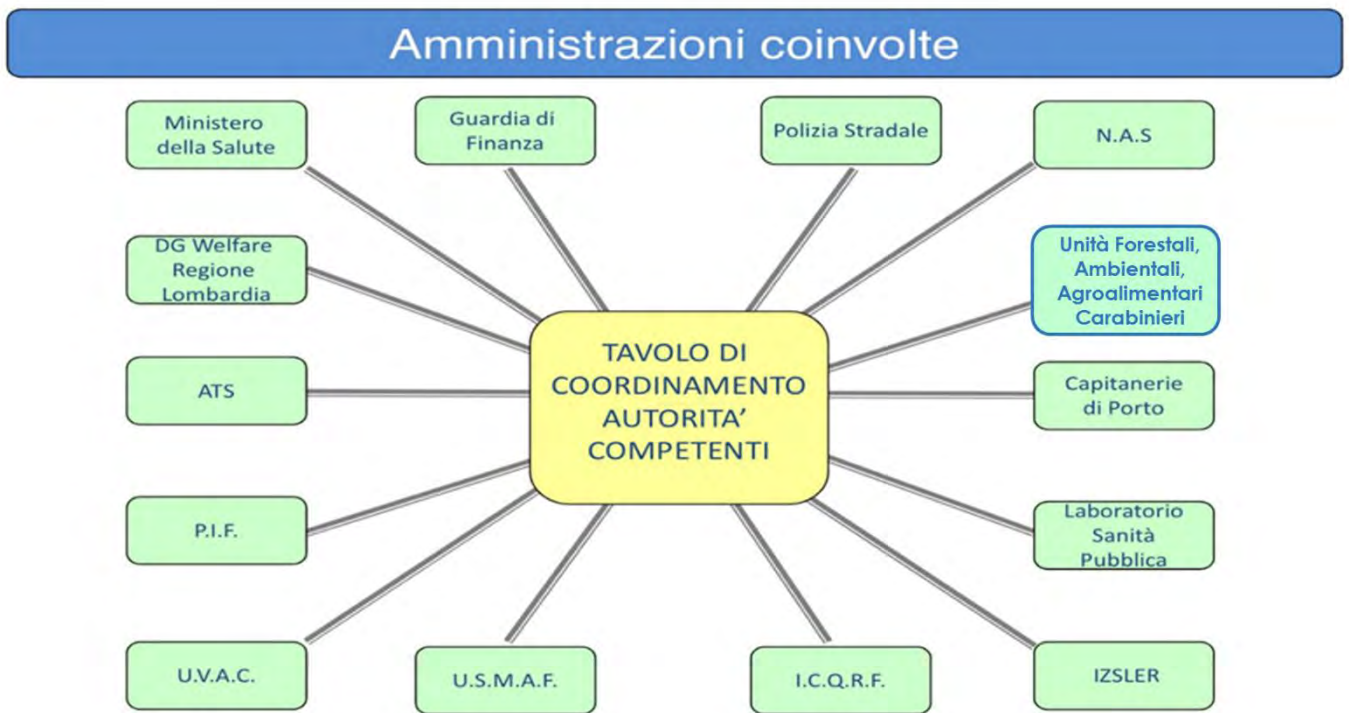 Amministrazioni coinvolte
Ministero
della Salute
Guardia di
Finanza
Polizia Stradale
N.A.S
DG Welfare
Regione
Lombardia
Unità Forestali,
Ambientali,
Agroalimentari
Carabinieri
TAVOLO DI
COORDINAMENTO
AUTORITA’
COMPETENTI
ATS
Capitanerie
di Porto
P.I.F.
Laboratorio
Sanità
Pubblica
U.V.A.C.
U.S.M.A.F.
I.C.Q.R.F.
IZSLER